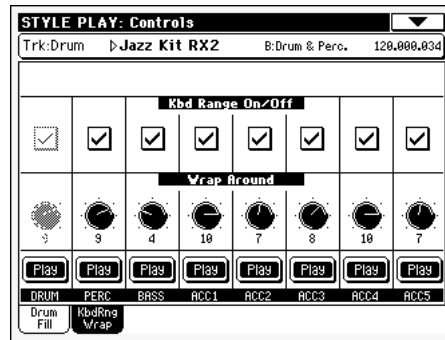 STYLE PLAY: Controls
Trk:Drum ▷Jazz Kit RX2 B:Drum & Perc. 120.000.034
Kbd Range On/Off
Wrap Around
9 9 4 10 7 8 10 7
Play Play Play Play Play Play Play Play
DRUM PERC BASS ACC1 ACC2 ACC3 ACC4 ACC5
Drum Fill KbdRng Wrap